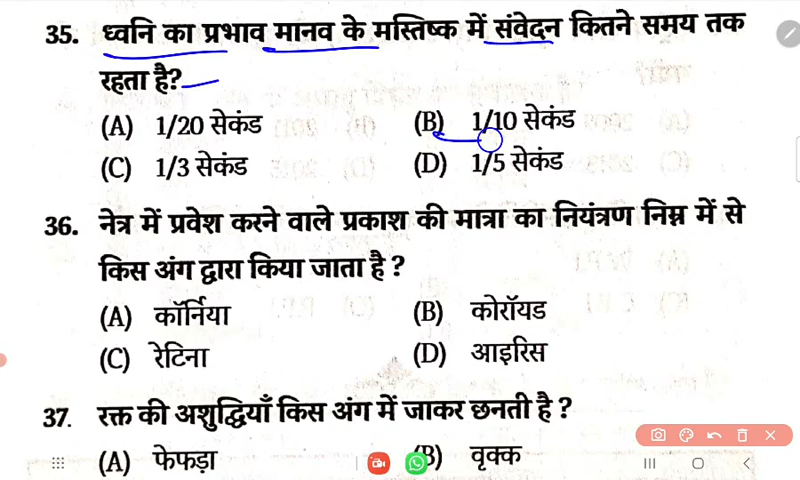 35. ध्वनि का प्रभाव मानव के मस्तिष्क में संवेदन कितने समय तक
रहता है?
(A) 1/20 सेकंड (B) 1/10 सेकंड
(C) 1/3 सेकंड (D) 1/5 सेकंड
36. नेत्र में प्रवेश करने वाले प्रकाश की मात्रा का नियंत्रण निम्न में से
किस अंग द्वारा किया जाता है ?
(A) कॉर्निया (B) कोरॉयड
(C) रेटिना (D) आइरिस
37. रक्त की अशुद्धियाँ किस अंग में जाकर छनती है ?
(A) फेफड़ा (B) वृक्क